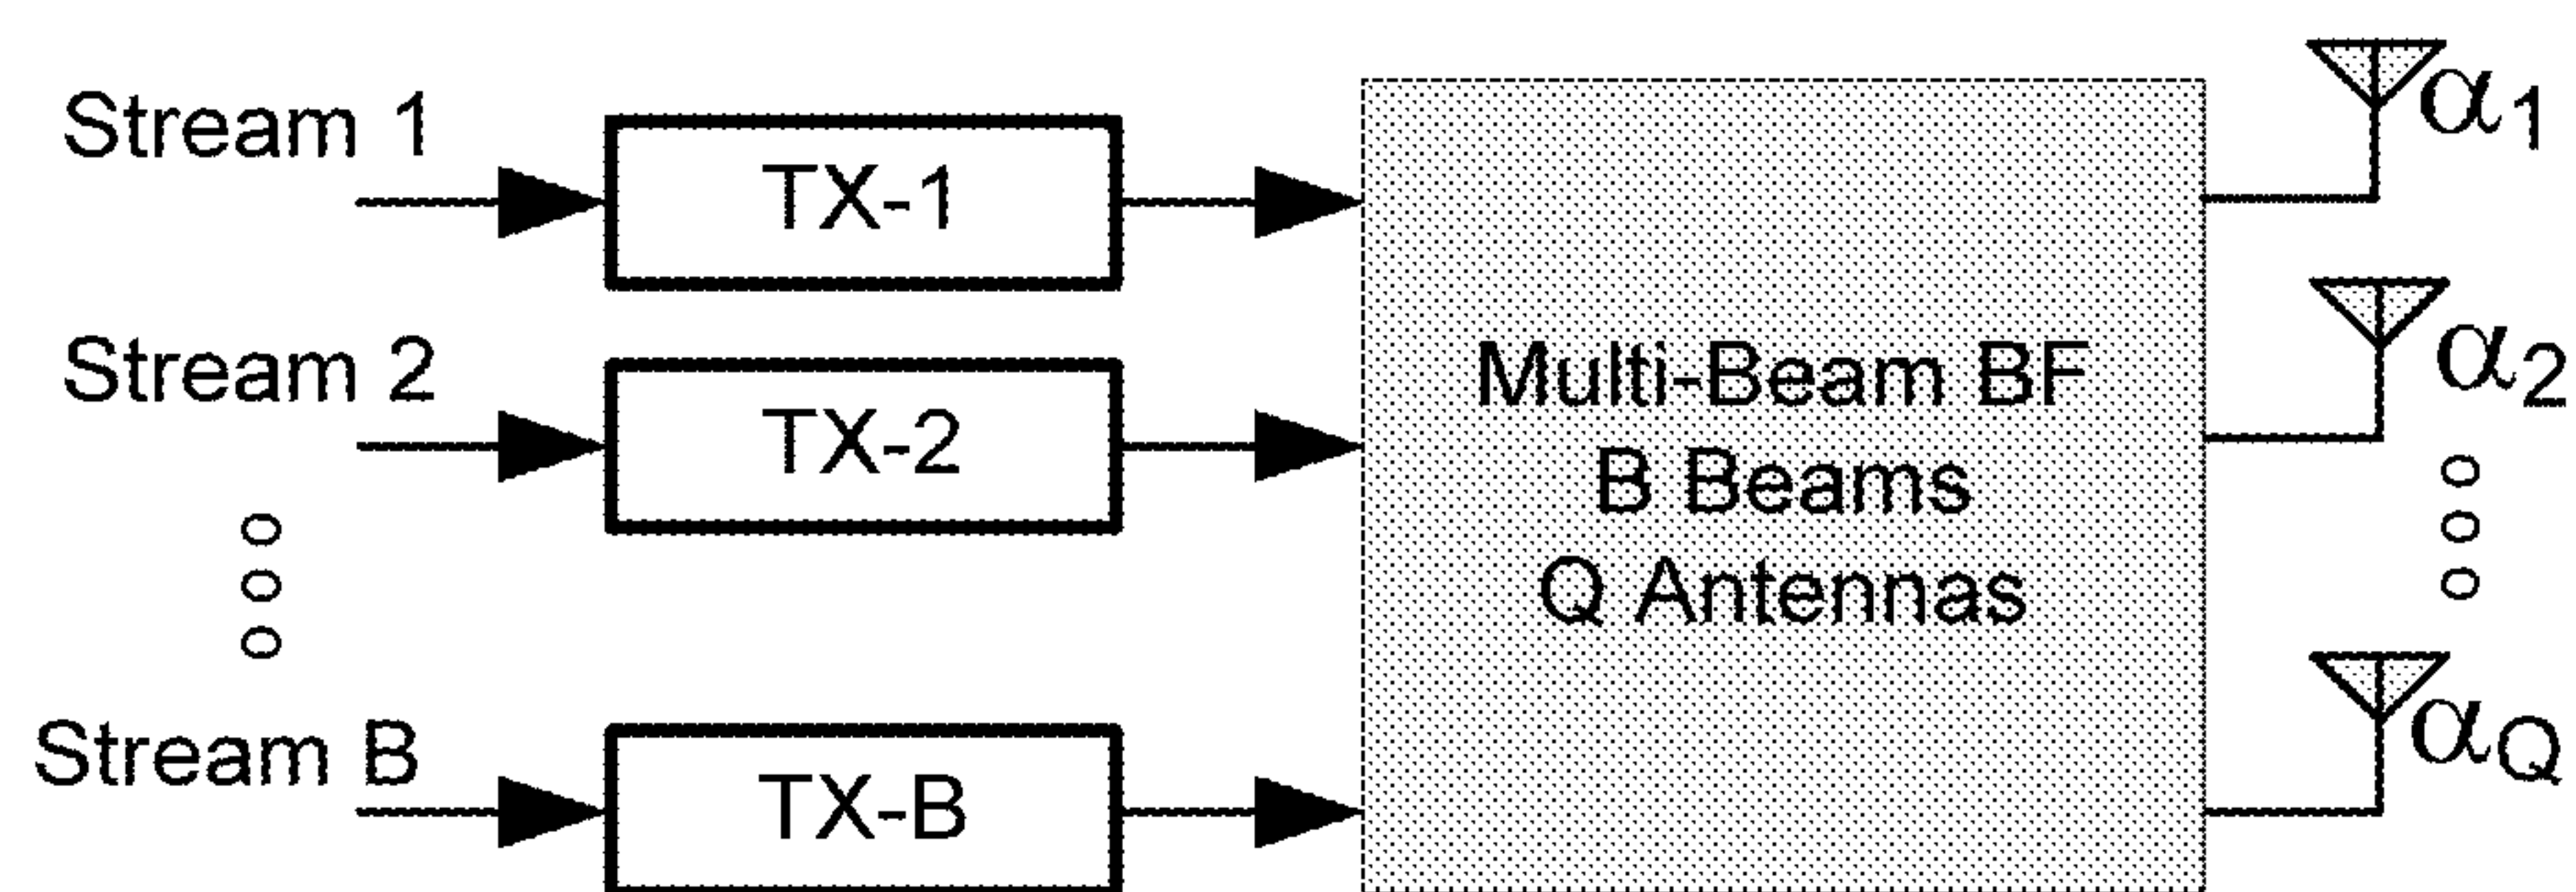 Stream 1
TX-1
α1
Stream 2
TX-2
Multi-Beam BF
B Beams
Q Antennas
α2
Stream B
TX-B
αQ